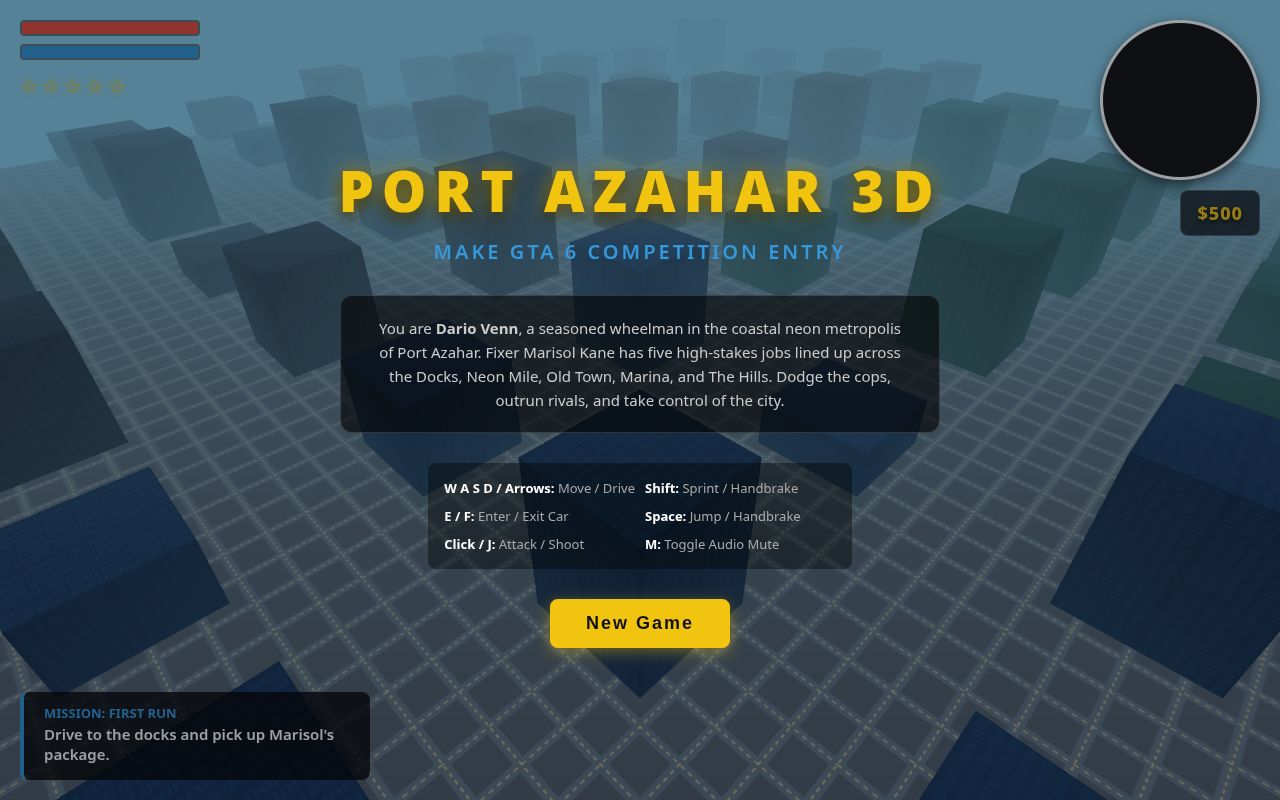 PORT AZAHAR 3D
MAKE GTA 6 COMPETITION ENTRY
$500
You are Dario Venn, a seasoned wheelman in the coastal neon metropolis
of Port Azahar. Fixer Marisol Kane has five high-stakes jobs lined up across
the Docks, Neon Mile, Old Town, Marina, and The Hills. Dodge the cops,
outrun rivals, and take control of the city.
W A S D / Arrows: Move / Drive Shift: Sprint / Handbrake
E / F: Enter / Exit Car Space: Jump / Handbrake
Click / J: Attack / Shoot M: Toggle Audio Mute
New Game
MISSION: FIRST RUN
Drive to the docks and pick up Marisol's
package.